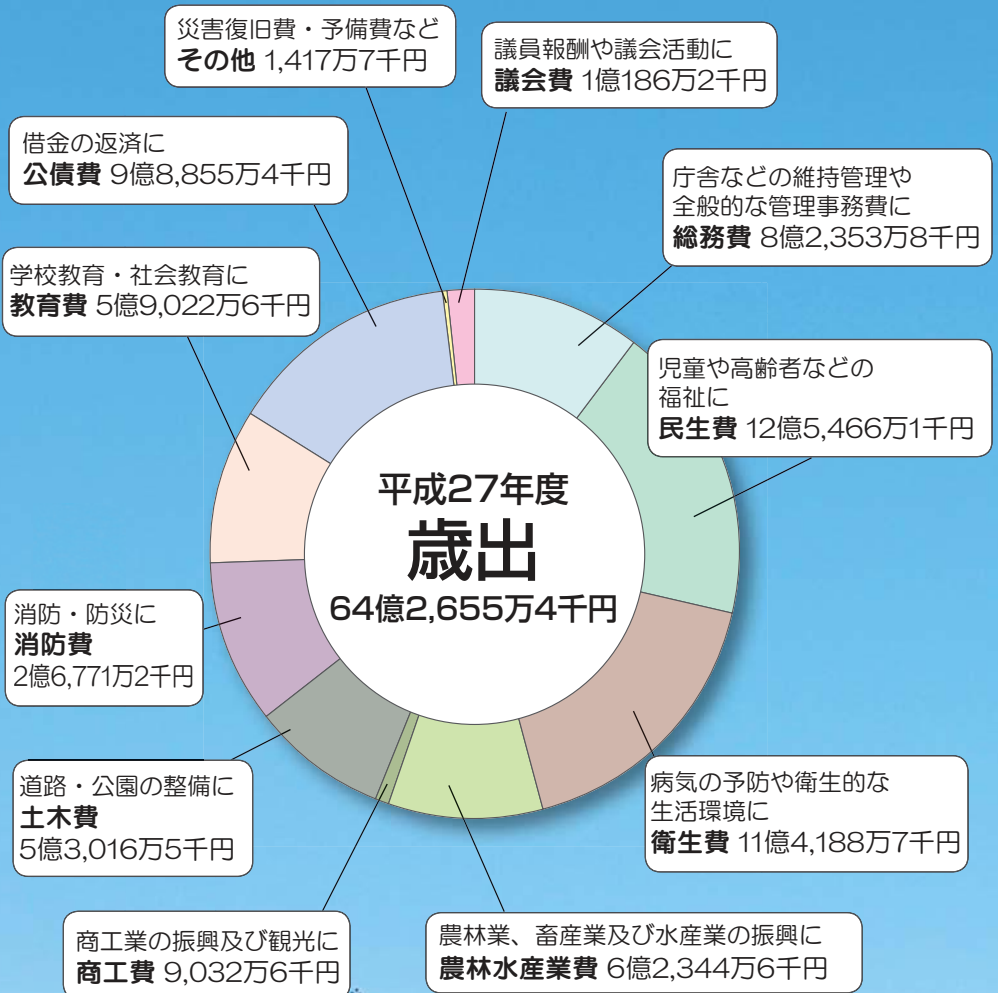 災害復旧費・予備費など
その他 1,417万7千円
議員報酬や議会活動に
議会費 1億186万2千円
借金の返済に
公債費 9億8,855万4千円
庁舎などの維持管理や
全般的な管理事務費に
総務費 8億2,353万8千円
学校教育・社会教育に
教育費 5億9,022万6千円
児童や高齢者などの
福祉に
民生費 12億5,466万1千円
平成27年度
歳出
64億2,655万4千円
消防・防災に
消防費
2億6,771万2千円
道路・公園の整備に
土木費
5億3,016万5千円
病気の予防や衛生的な
生活環境に
衛生費 11億4,188万7千円
商工業の振興及び観光に
商工費 9,032万6千円
農林業、畜産業及び水産業の振興に
農林水産業費 6億2,344万6千円